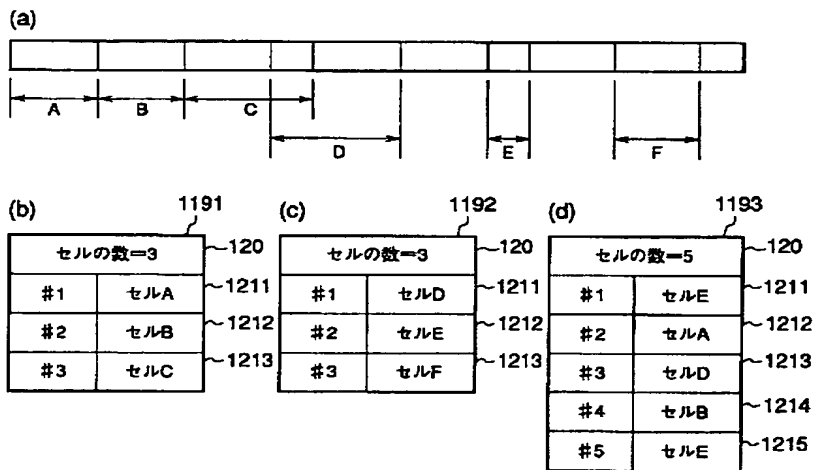 (a)
A B C
D E F
(b) 1191
セルの数=3 120
#1 セルA 1211
#2 セルB 1212
#3 セルC 1213
(c) 1192
セルの数=3 120
#1 セルD 1211
#2 セルE 1212
#3 セルF 1213
(d) 1193
セルの数=5 120
#1 セルE 1211
#2 セルA 1212
#3 セルD 1213
#4 セルB 1214
#5 セルE 1215